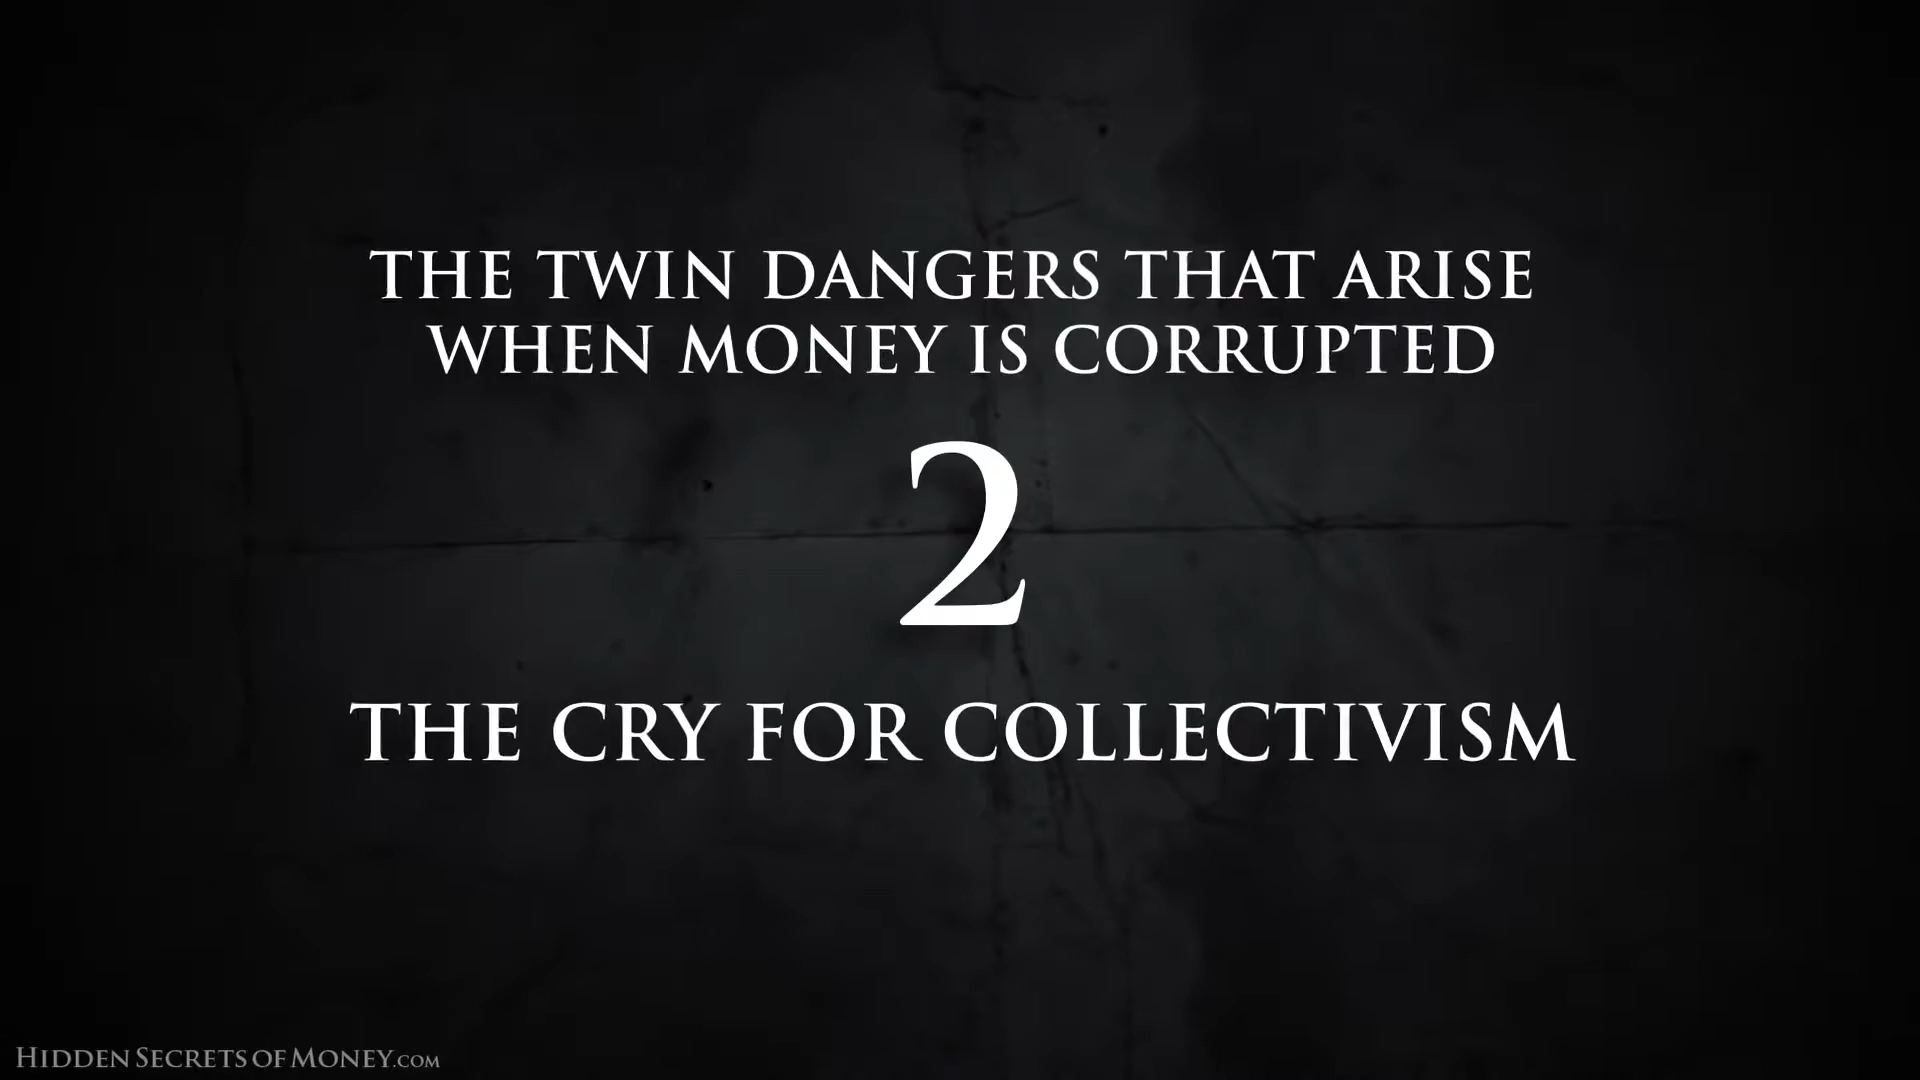 THE TWIN DANGERS THAT ARISE
WHEN MONEY IS CORRUPTED
2
THE CRY FOR COLLECTIVISM
HIDDEN SECRETS OF MONEY.COM